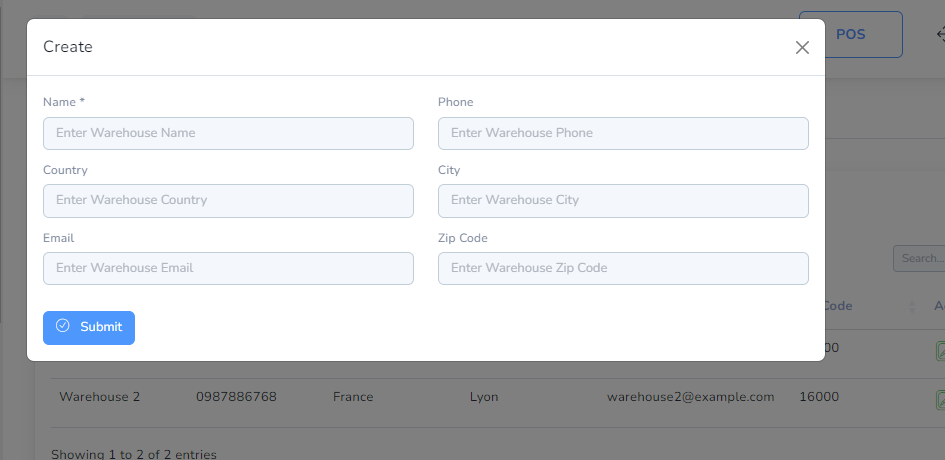 Create
POS
Name *
Phone
Enter Warehouse Name
Enter Warehouse Phone
Country
City
Enter Warehouse Country
Enter Warehouse City
Email
Zip Code
Enter Warehouse Email
Enter Warehouse Zip Code
Search...
Submit
Code
00
Warehouse 2 0987886768 France Lyon warehouse2@example.com 16000
Showing 1 to 2 of 2 entries